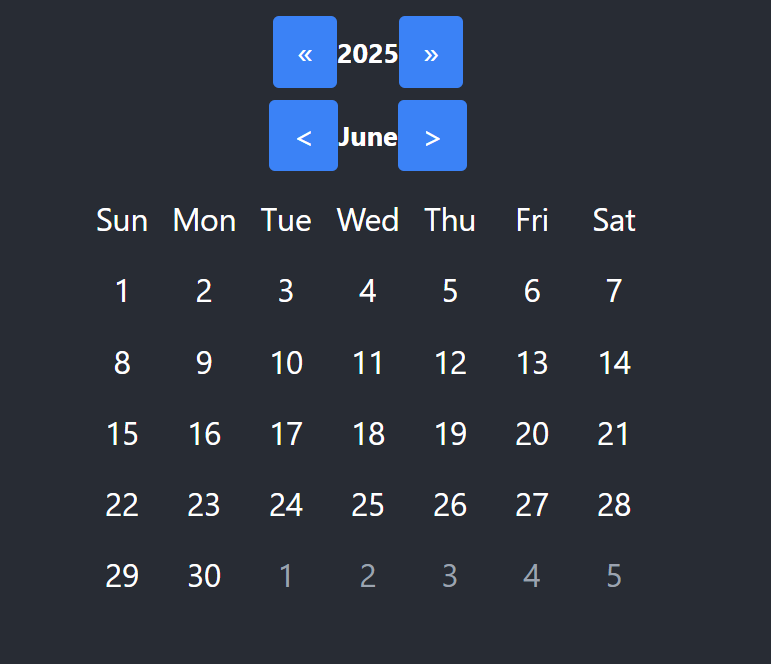 « 2025 »
< June >
Sun Mon Tue Wed Thu Fri Sat
1 2 3 4 5 6 7
8 9 10 11 12 13 14
15 16 17 18 19 20 21
22 23 24 25 26 27 28
29 30 1 2 3 4 5